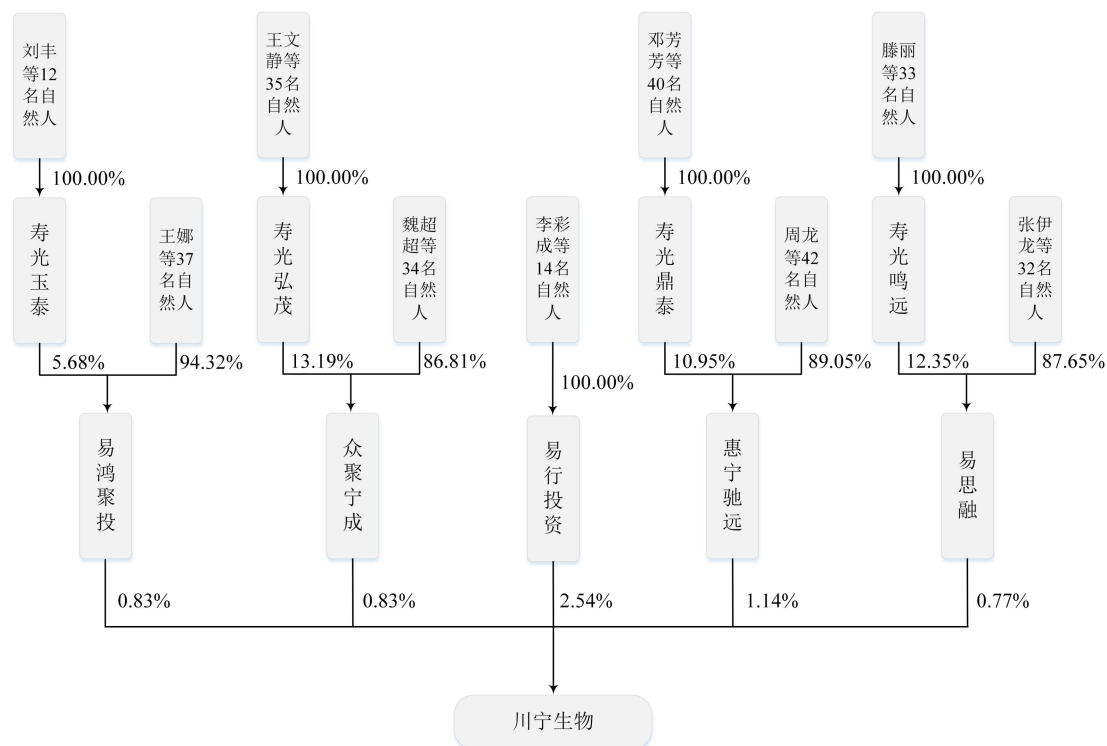 刘丰
等12
名自
然人
王文
静等
35名
自然
人
邓芳
芳等
40名
自然
人
滕丽
等33
名自
然人
100.00%
100.00%
100.00%
100.00%
寿
光
玉
泰
王娜
等37
名自
然人
寿
光
弘
茂
魏超
超等
34名
自然
人
李彩
成等
14名
自然
人
寿
光
鼎
泰
周龙
等42
名自
然人
寿
光
鸣
远
张伊
龙等
32名
自然
人
5.68%
94.32%
13.19%
86.81%
100.00%
10.95%
89.05%
12.35%
87.65%
易
鸿
聚
投
众
聚
宁
成
易
行
投
资
惠
宁
驰
远
易
思
融
0.83%
0.83%
2.54%
1.14%
0.77%
川宁生物